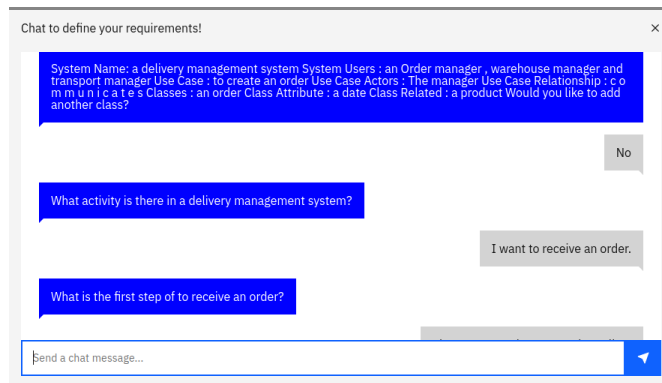 Chat to define your requirements!
System Name: a delivery management system System Users : an Order manager , warehouse manager and
transport manager Use Case : to create an order Use Case Actors : The manager Use Case Relationship : c o
m m u n i c a t e s Classes : an order Class Attribute : a date Class Related : a product Would you like to add
another class?
No
What activity is there in a delivery management system?
I want to receive an order.
What is the first step of to receive an order?
Send a chat message...